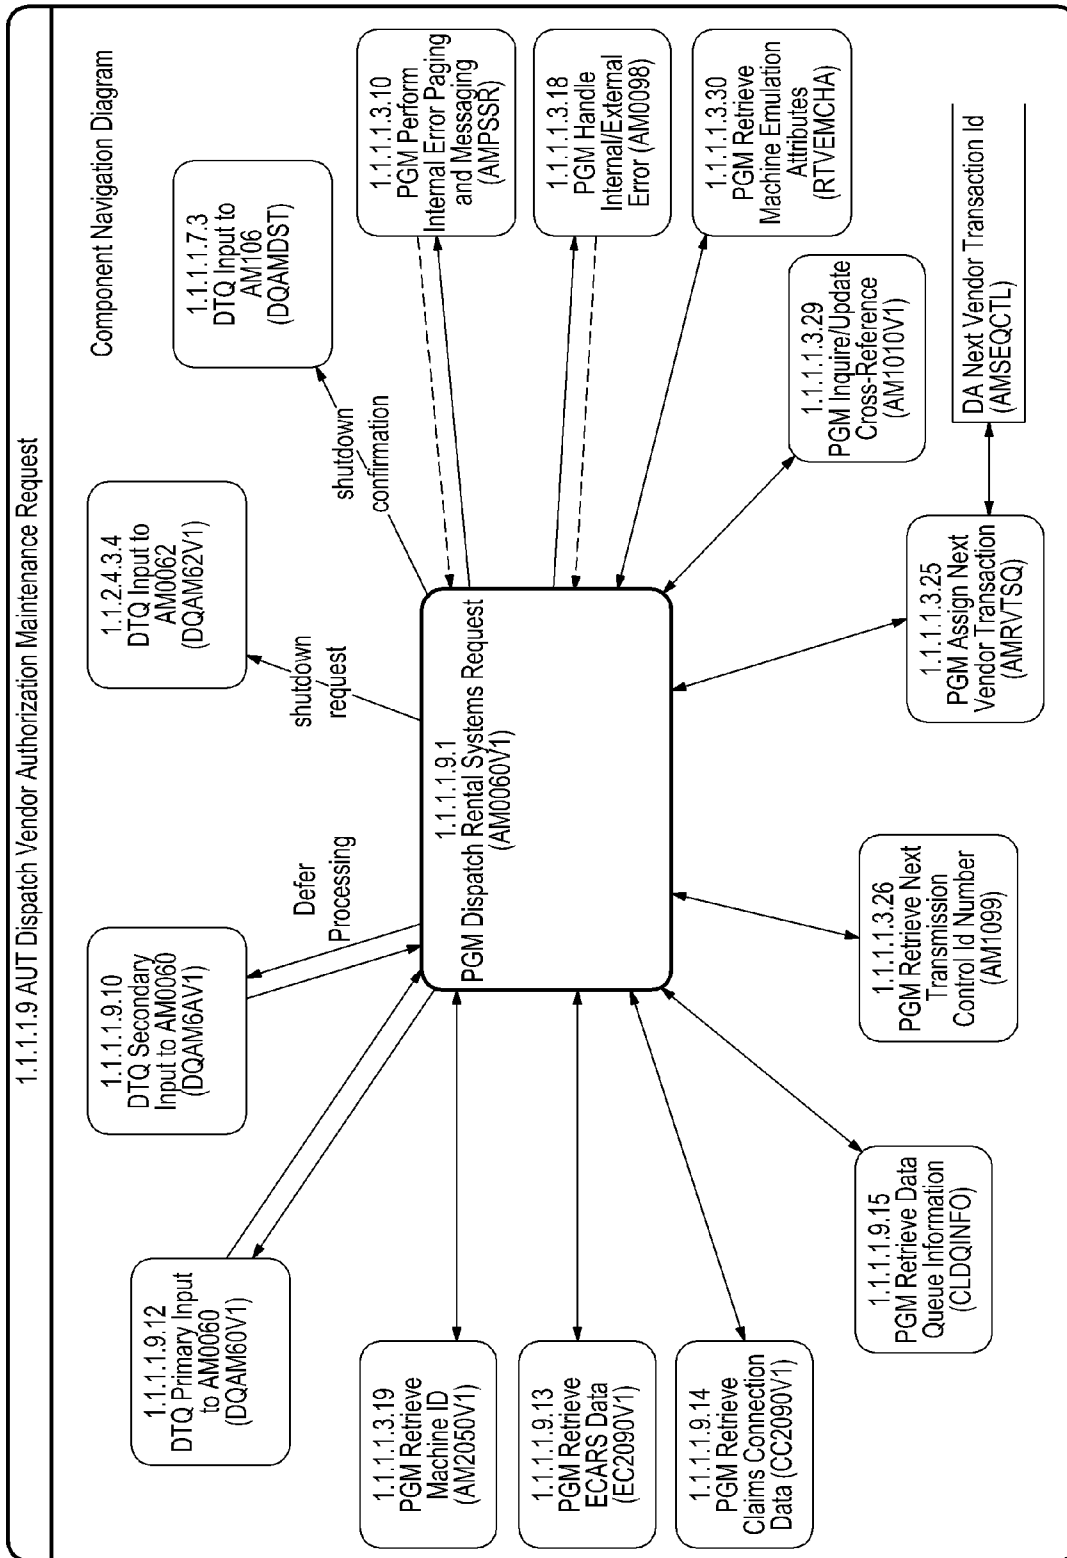 1.1.1.1.9 AUT Dispatch Vendor Authorization Maintenance Request
Component Navigation Diagram
1.1.1.1.9.12
DTQ Primary Input
to AM0060
(DQAM60V1)
1.1.1.1.9.10
DTQ Secondary
Input to AM0060
(DQAM6AV1)
Defer
Processing
1.1.2.4.3.4
DTQ Input to
AM0062
(DQAM62V1)
shutdown
request
1.1.1.1.7.3
DTQ Input to
AM106
(DQAMDST)
shutdown
confirmation
1.1.1.1.3.19
PGM Retrieve
Machine ID
(AM2050V1)
1.1.1.1.9.13
PGM Retrieve
ECARS Data
(EC2090V1)
1.1.1.1.9.14
PGM Retrieve
Claims Connection
Data (CC2090V1)
1.1.1.1.9.1
PGM Dispatch Rental Systems Request
(AM0060V1)
1.1.1.1.3.10
PGM Perform
Internal Error Paging
and Messaging
(AMPSSR)
1.1.1.1.3.18
PGM Handle
Internal/External
Error (AM0098)
1.1.1.1.3.30
PGM Retrieve
Machine Emulation
Attributes
(RTVEMCHA)
1.1.1.1.9.15
PGM Retrieve Data
Queue Information
(CLDQINFO)
1.1.1.1.3.26
PGM Retrieve Next
Transmission
Control Id Number
(AM1099)
1.1.1.1.3.25
PGM Assign Next
Vendor Transaction
(AMRVTSQ)
1.1.1.1.3.29
PGM Inquire/Update
Cross-Reference
(AM1010V1)
DA Next Vendor Transaction Id
(AMSEQCTL)